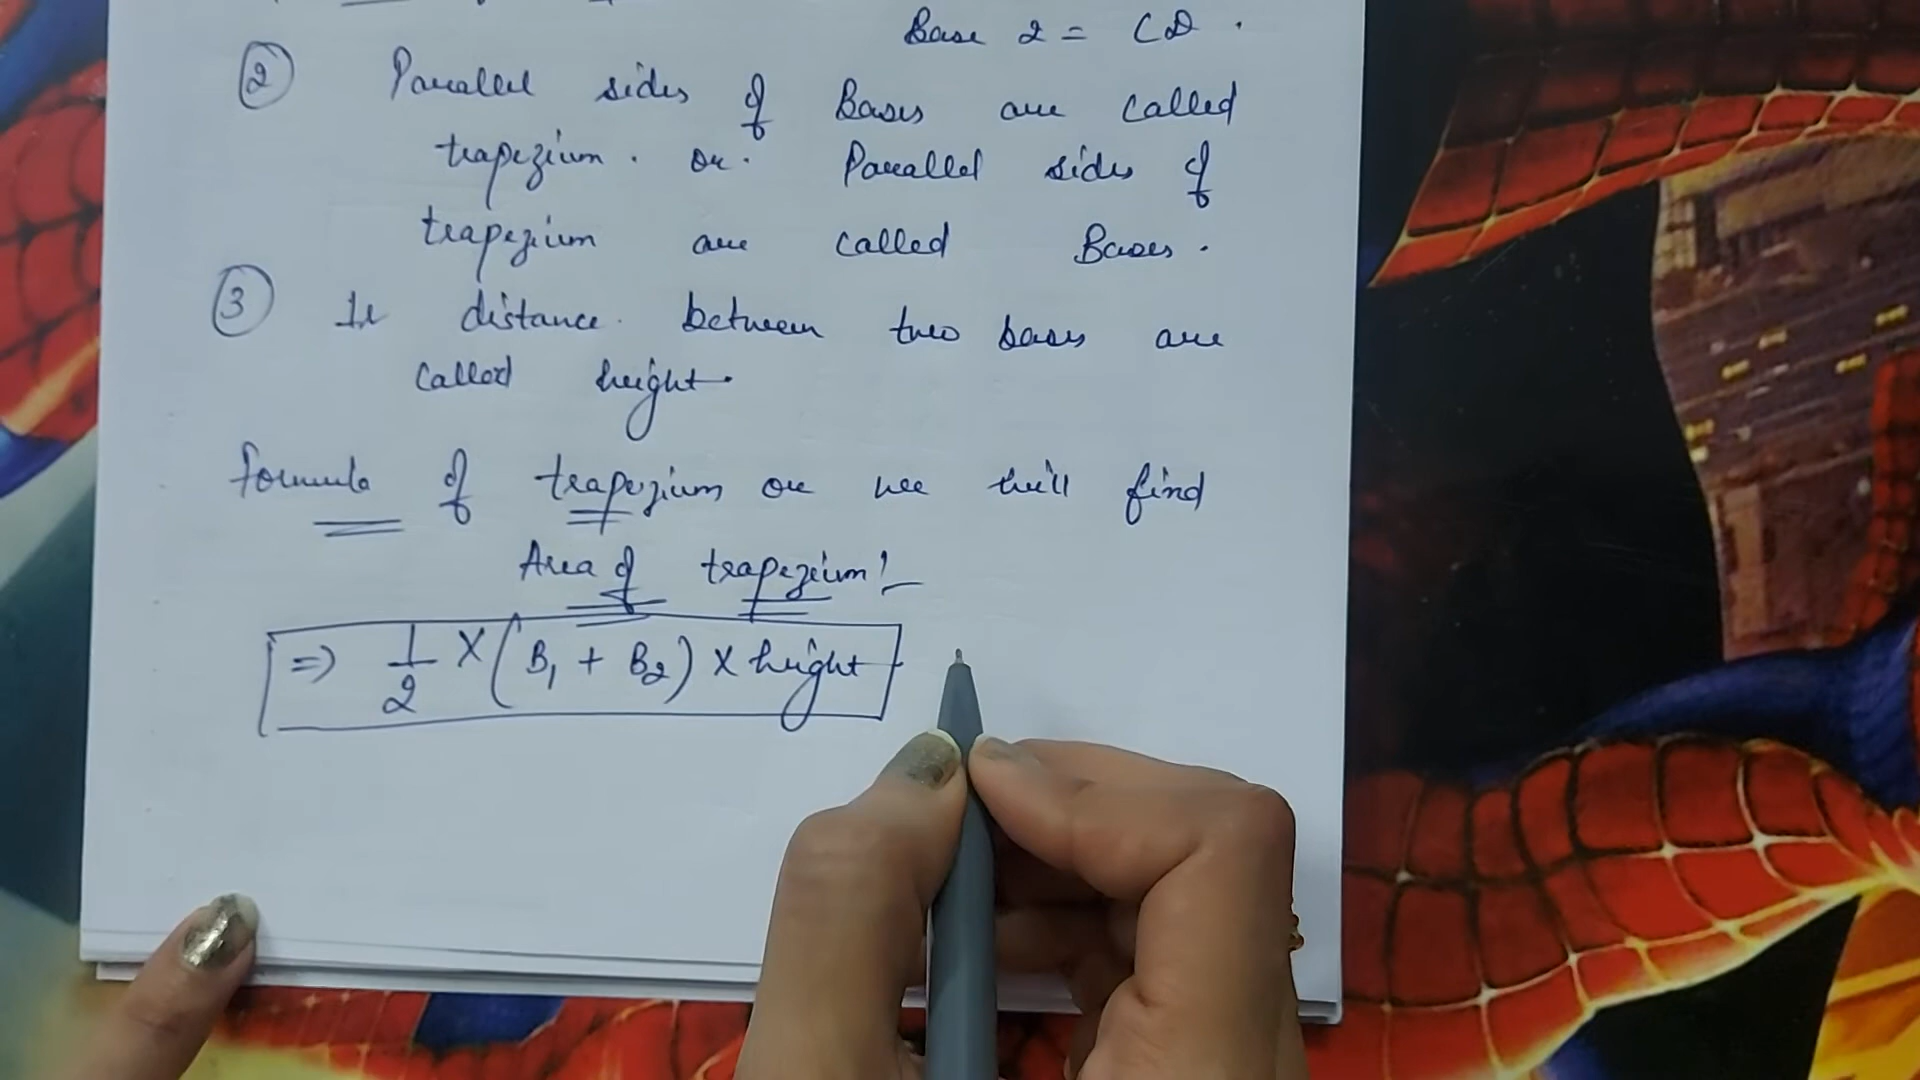 Base 2 = CD .
② Parallel sides of Bases are called
trapezium . or . Parallel sides of
trapezium are called Bases .
③ distance between two bases are
called height .
formula of trapezium or we will find
Area of trapezium :-
=> 1/2 × ( B1 + B2 ) × height